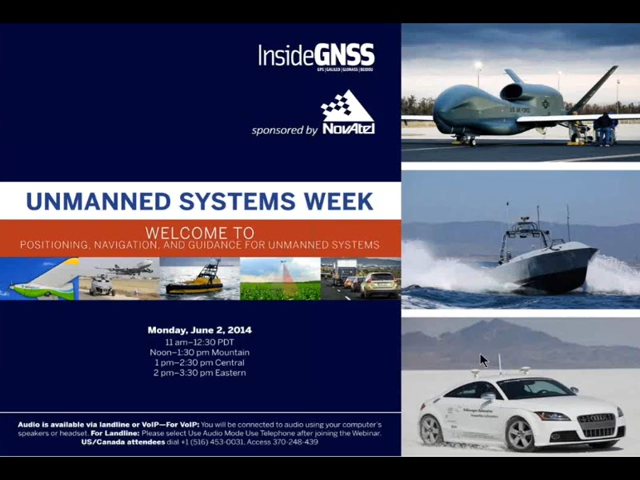 InsideGNSS
GPS | GALILEO | GLONASS | BEIDOU
sponsored by NovAtel
UNMANNED SYSTEMS WEEK
WELCOME TO
POSITIONING, NAVIGATION, AND GUIDANCE FOR UNMANNED SYSTEMS
Monday, June 2, 2014
11 am–12:30 PDT
Noon–1:30 pm Mountain
1 pm–2:30 pm Central
2 pm–3:30 pm Eastern
Audio is available via landline or VoIP—For VoIP: You will be connected to audio using your computer's
speakers or headset. For Landline: Please select Use Audio Mode Use Telephone after joining the Webinar.
US/Canada attendees dial +1 (516) 453-0031, Access 370-248-439